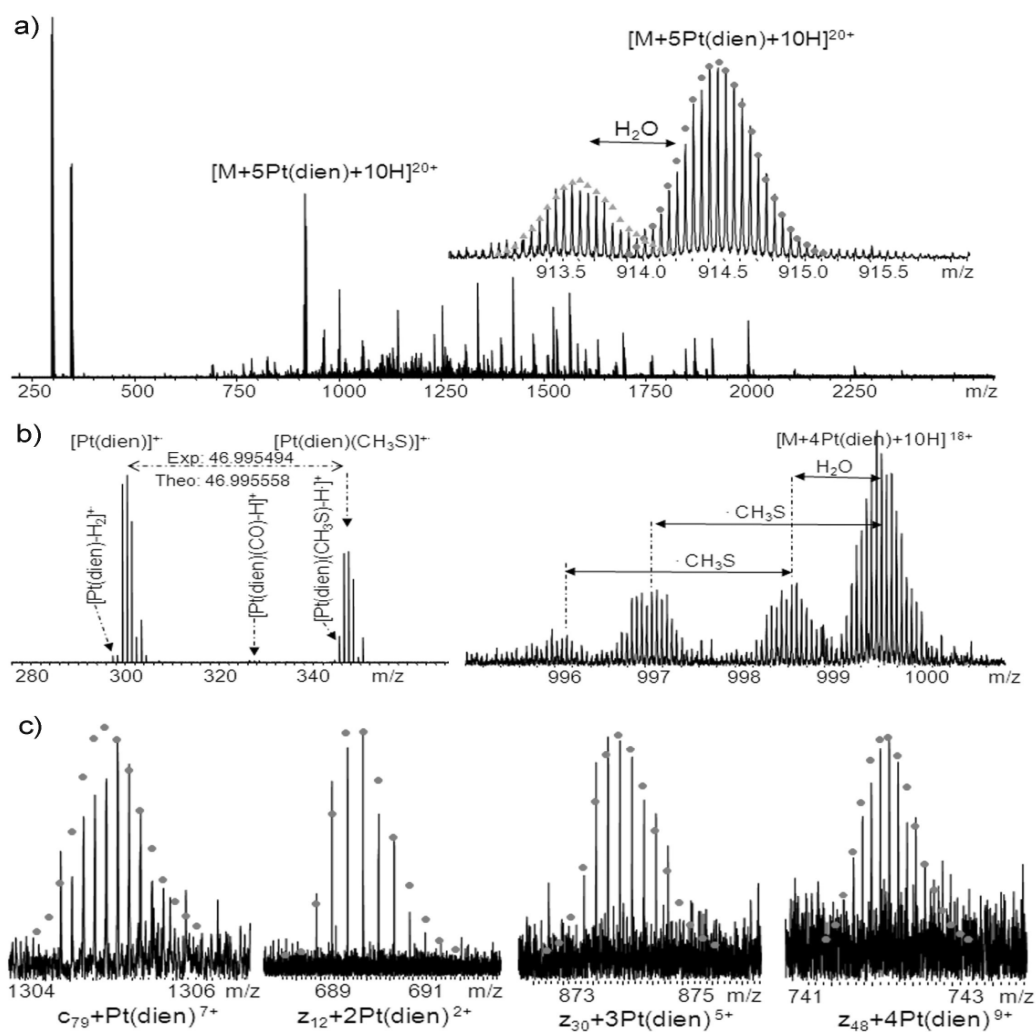 a)
[M+5Pt(dien)+10H]20+
H2O
[M+5Pt(dien)+10H]20+
913.5 914.0 914.5 915.0 915.5 m/z
250 500 750 1000 1250 1500 1750 2000 2250 m/z
b)
[Pt(dien)]+· [Pt(dien)(CH3S)]+·
Exp: 46.995494
Theo: 46.995558
[Pt(dien)-H2]+
[Pt(dien)(CO)-H]+
[Pt(dien)(CH3S)-H·]+
280 300 320 340 m/z
[M+4Pt(dien)+10H]18+
H2O
· CH3S
· CH3S
996 997 998 999 1000 m/z
c)
1304 1306 m/z
c79+Pt(dien)7+
689 691 m/z
z12+2Pt(dien)2+
873 875 m/z
z30+3Pt(dien)5+
741 743 m/z
z48+4Pt(dien)9+